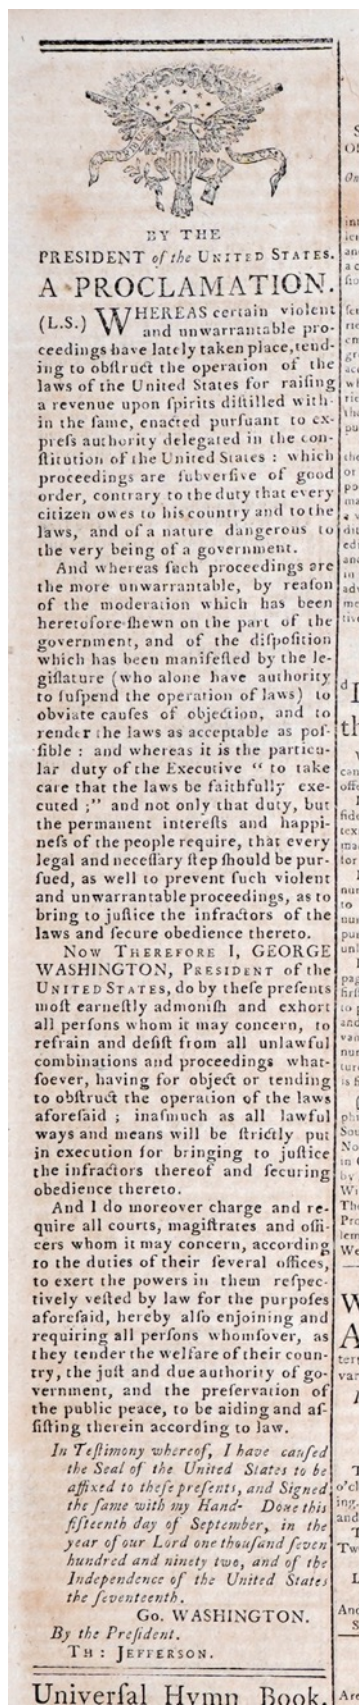 BY THE
PRESIDENT of the UNITED STATES.
A PROCLAMATION.
(L.S.) WHEREAS certain violent
and unwarrantable pro-
ceedings have lately taken place, tend-
ing to obſtruct the operation of the
laws of the United States for raiſing
a revenue upon ſpirits diſtilled with-
in the ſame, enacted purſuant to ex-
preſs authority delegated in the con-
ſtitution of the United States : which
proceedings are ſubverſive of good
order, contrary to the duty that every
citizen owes to his country and to the
laws, and of a nature dangerous to
the very being of a government.
And whereas ſuch proceedings are
the more unwarrantable, by reaſon
of the moderation which has been
heretofore ſhewn on the part of the
government, and of the diſpoſition
which has been manifeſted by the le-
giſlature (who alone have authority
to ſuſpend the operation of laws) to
obviate cauſes of objection, and to
render the laws as acceptable as poſ-
ſible : and whereas it is the particu-
lar duty of the Executive “ to take
care that the laws be faithfully exe-
cuted ;” and not only that duty, but
the permanent intereſts and happi-
neſs of the people require, that every
legal and neceſſary ſtep ſhould be pur-
ſued, as well to prevent ſuch violent
and unwarrantable proceedings, as to
bring to juſtice the infractors of the
laws and ſecure obedience thereto.
NOW THEREFORE I, GEORGE
WASHINGTON, PRESIDENT of the
UNITED STATES, do by theſe preſents
moſt earneſtly admoniſh and exhort
all perſons whom it may concern, to
refrain and deſiſt from all unlawful
combinations and proceedings what-
ſoever, having for object or tending
to obſtruct the operation of the laws
aforeſaid ; inaſmuch as all lawful
ways and means will be ſtrictly put
in execution for bringing to juſtice
the infractors thereof and ſecuring
obedience thereto.
And I do moreover charge and re-
quire all courts, magiſtrates and offi-
cers whom it may concern, according
to the duties of their ſeveral offices,
to exert the powers in them reſpec-
tively veſted by law for the purpoſes
aforeſaid, hereby alſo enjoining and
requiring all perſons whomſover, as
they tender the welfare of their coun-
try, the juſt and due authority of go-
vernment, and the preſervation of
the public peace, to be aiding and aſ-
ſiſting therein according to law.
In Teſtimony whereof, I have cauſed
the Seal of the United States to be
affixed to theſe preſents, and Signed
the ſame with my Hand- Done this
fifteenth day of September, in the
year of our Lord one thouſand ſeven
hundred and ninety two, and of the
Independence of the United States
the ſeventeenth.
GO. WASHINGTON.
By the Preſident.
TH : JEFFERSON.
Univerſal Hymn Book,